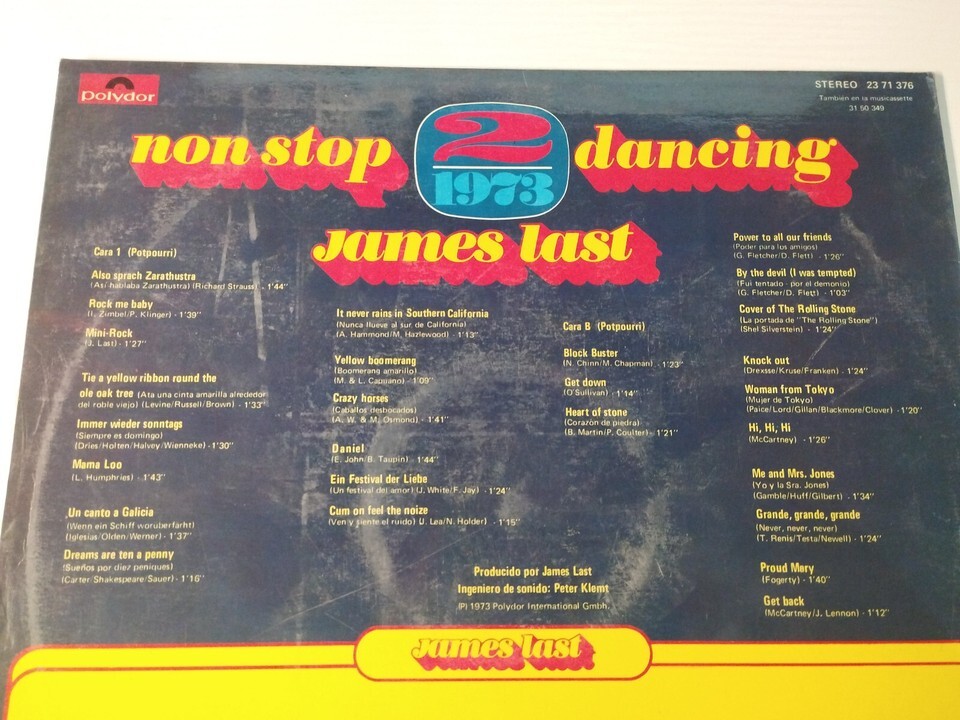 polydor
STEREO 23 71 376
También en la musicassette
31 50 349
non stop 2 dancing
1973
James last
Cara 1 (Potpourri)
Also sprach Zarathustra
(Así hablaba Zarathustra) (Richard Strauss) - 1'44"
Rock me baby
(I. Zimbel/P. Klinger) - 1'39"
Mini-Rock
(J. Last) - 1'27"
Tie a yellow ribbon round the
ole oak tree (Ata una cinta amarilla alrededor
del roble viejo) (Levine/Russell/Brown) - 1'33"
Immer wieder sonntags
(Siempre es domingo)
(Dries/Holten/Halvey/Wienneke) - 1'30"
Mama Loo
(L. Humphries) - 1'43"
Un canto a Galicia
(Wenn ein Schiff voruberfahrt)
(Iglesias/Olden/Werner) - 1'37"
Dreams are ten a penny
(Sueños por diez peniques)
(Carter/Shakespeare/Sauer) - 1'16"
It never rains in Southern California
(Nunca llueve al sur de California)
(A. Hammond/M. Hazlewood) - 1'13"
Yellow boomerang
(Boomerang amarillo)
(M. & L. Capuano) - 1'09"
Crazy horses
(Caballos desbocados)
(A. W. & M. Osmond) - 1'41"
Daniel
(E. John/B. Taupin) - 1'44"
Ein Festival der Liebe
(Un festival del amor) (J. White/F. Jay) - 1'24"
Cum on feel the noize
(Ven y siente el ruido) U. Lea/N. Holder) - 1'15"
Cara B (Potpourri)
Block Buster
(N. Chinn/M. Chapman) - 1'23"
Get down
(O'Sullivan) - 1'14"
Heart of stone
(Corazón de piedra)
(B. Martin/P. Coulter) - 1'21"
Power to all our friends
(Poder para los amigos)
(G. Fletcher/D. Flett) - 1'26"
By the devil (I was tempted)
(Fui tentado - por el demonio)
(G. Fletcher/D. Flett) - 1'03"
Cover of The Rolling Stone
(La portada de "The Rolling Stone")
(Shel Silverstein) - 1'24"
Knock out
(Drexsse/Kruse/Franken) - 1'24"
Woman from Tokyo
(Mujer de Tokyo)
(Paice/Lord/Gillan/Blackmore/Clover) - 1'20"
Hi, Hi, Hi
(McCartney) - 1'26"
Me and Mrs. Jones
(Yo y la Sra. Jones)
(Gamble/Huff/Gilbert) - 1'34"
Grande, grande, grande
(Never, never, never)
(T. Renis/Testa/Newell) - 1'24"
Proud Mary
(Fogerty) - 1'40"
Get back
(McCartney/J. Lennon) - 1'12"
Producido por James Last
Ingeniero de sonido: Peter Klemt
(P) 1973 Polydor International Gmbh.
James last